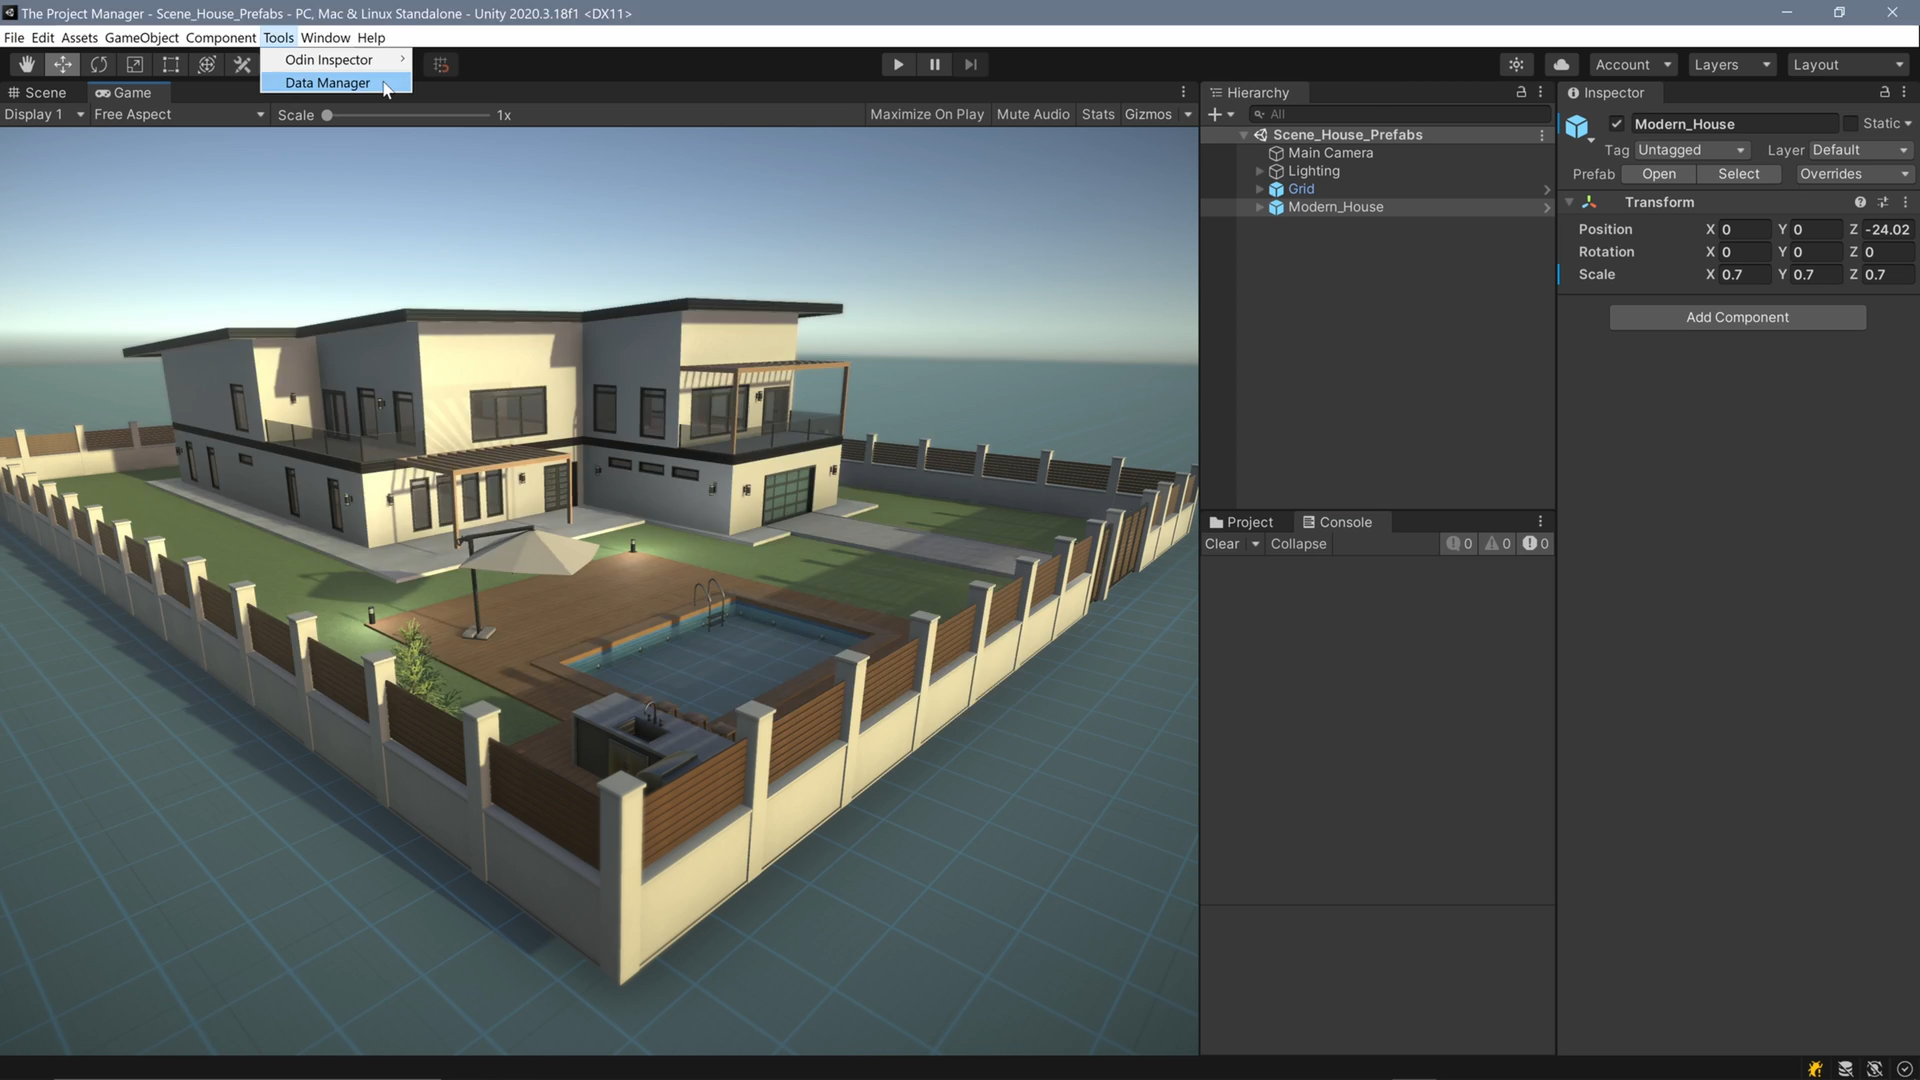 The Project Manager - Scene_House_Prefabs - PC, Mac & Linux Standalone - Unity 2020.3.18f1 <DX11>
File Edit Assets GameObject Component Tools Window Help
Odin Inspector
Data Manager
Account Layers Layout
Scene Game
Display 1 Free Aspect Scale 1x Maximize On Play Mute Audio Stats Gizmos
Hierarchy
All
Scene_House_Prefabs
Main Camera
Lighting
Grid
Modern_House
Project Console
Clear Collapse 0 0 0
Inspector
Modern_House Static
Tag Untagged Layer Default
Prefab Open Select Overrides
Transform
Position X 0 Y 0 Z -24.02
Rotation X 0 Y 0 Z 0
Scale X 0.7 Y 0.7 Z 0.7
Add Component